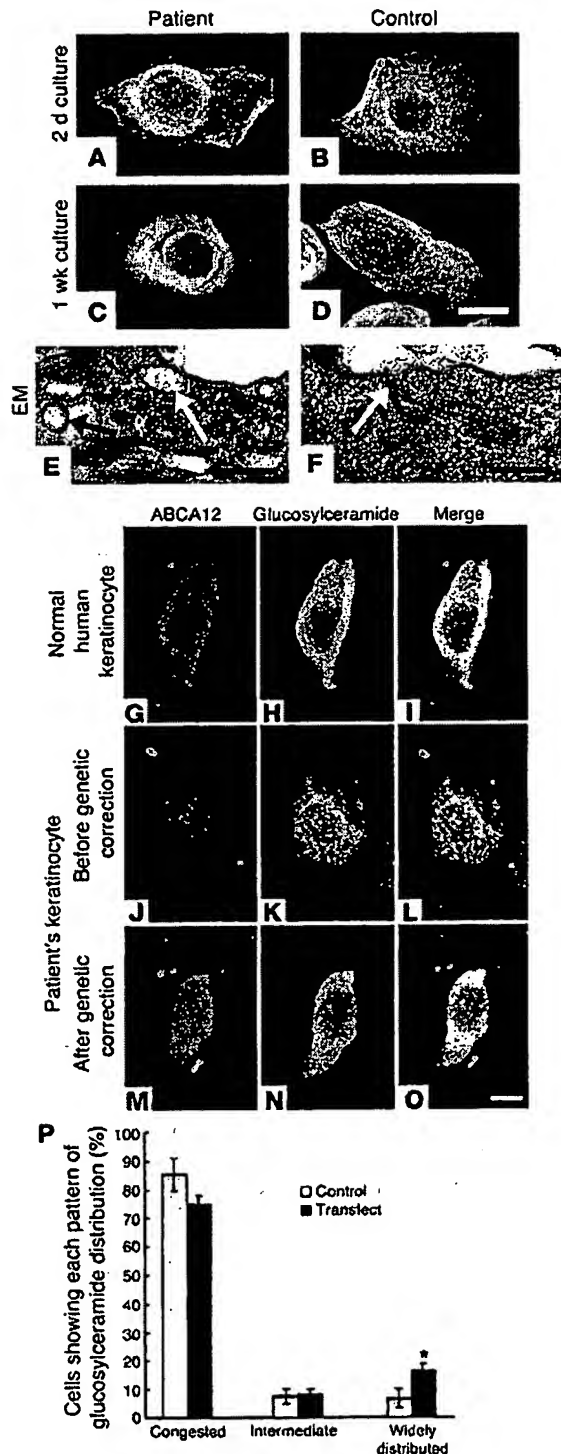 Patient Control
2 d culture
A B
1 wk culture
C D
EM
E F
ABCA12 Glucosylceramide Merge
Normal
human
keratinocyte
G H I
Patient's keratinocyte
Before genetic
correction
J K L
After genetic
correction
M N O
P
Cells showing each pattern of
glucosylceramide distribution (%)
100
90
80
70
60
50
40
30
20
10
0
Control
Transfect
*
Congested Intermediate Widely
distributed